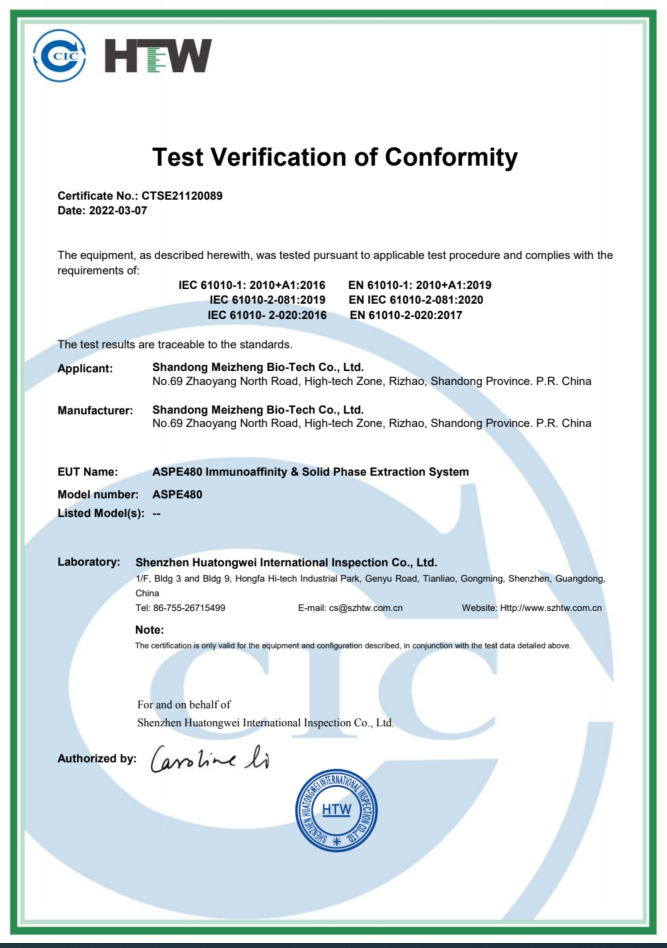 CIC HTW
Test Verification of Conformity
Certificate No.: CTSE21120089
Date: 2022-03-07
The equipment, as described herewith, was tested pursuant to applicable test procedure and complies with the
requirements of:
IEC 61010-1: 2010+A1:2016 EN 61010-1: 2010+A1:2019
IEC 61010-2-081:2019 EN IEC 61010-2-081:2020
IEC 61010- 2-020:2016 EN 61010-2-020:2017
The test results are traceable to the standards.
Applicant: Shandong Meizheng Bio-Tech Co., Ltd.
No.69 Zhaoyang North Road, High-tech Zone, Rizhao, Shandong Province. P.R. China
Manufacturer: Shandong Meizheng Bio-Tech Co., Ltd.
No.69 Zhaoyang North Road, High-tech Zone, Rizhao, Shandong Province. P.R. China
EUT Name: ASPE480 Immunoaffinity & Solid Phase Extraction System
Model number: ASPE480
Listed Model(s): --
Laboratory: Shenzhen Huatongwei International Inspection Co., Ltd.
1/F, Bldg 3 and Bldg 9, Hongfa Hi-tech Industrial Park, Genyu Road, Tianliao, Gongming, Shenzhen, Guangdong,
China
Tel: 86-755-26715499 E-mail: cs@szhtw.com.cn Website: Http://www.szhtw.com.cn
Note:
The certification is only valid for the equipment and configuration described, in conjunction with the test data detailed above.
CIC
For and on behalf of
Shenzhen Huatongwei International Inspection Co., Ltd.
Authorized by: Caroline li
SHENZHEN HUATONGWEI INTERNATIONAL INSPECTION CO., LTD.
HTW